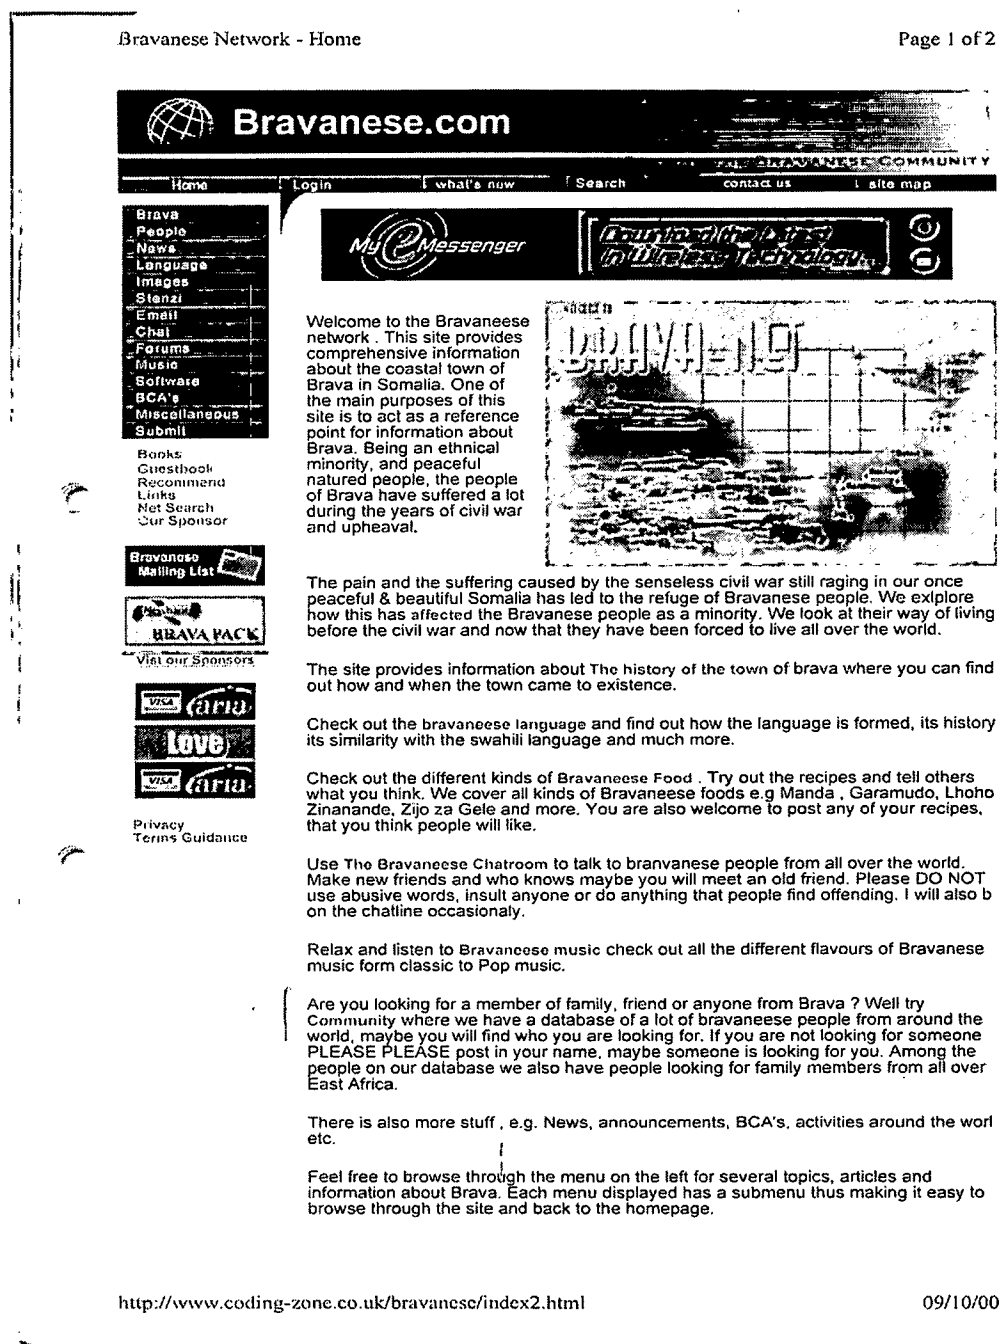 Bravanese Network - Home
Page 1 of 2
Bravanese.com
THE BRAVANESE COMMUNITY
Home
Login
what's new
Search
contact us
site map
Brava
People
News
Language
Images
Stanzi
Email
Chat
Forums
Music
Software
BCA's
Miscellaneous
Submit
Books
Guestbook
Recommend
Links
Net Search
Our Sponsor
Bravanese
Mailing List
BRAVA PACK
Visit our Sponsors
VISA aria
Love
VISA aria
Privacy
Terms Guidance
My eMessenger
Download the Latest
in Wireless Technology...
BRAVA-NET
Welcome to the Bravaneese
network . This site provides
comprehensive information
about the coastal town of
Brava in Somalia. One of
the main purposes of this
site is to act as a reference
point for information about
Brava. Being an ethnical
minority, and peaceful
natured people, the people
of Brava have suffered a lot
during the years of civil war
and upheaval.
The pain and the suffering caused by the senseless civil war still raging in our once
peaceful & beautiful Somalia has led to the refuge of Bravanese people. We exlplore
how this has affected the Bravanese people as a minority. We look at their way of living
before the civil war and now that they have been forced to live all over the world.
The site provides information about The history of the town of brava where you can find
out how and when the town came to existence.
Check out the bravaneese language and find out how the language is formed, its history
its similarity with the swahili language and much more.
Check out the different kinds of Bravaneese Food . Try out the recipes and tell others
what you think. We cover all kinds of Bravaneese foods e.g Manda , Garamudo, Lhoho
Zinanande, Zijo za Gele and more. You are also welcome to post any of your recipes,
that you think people will like.
Use The Bravaneese Chatroom to talk to branvanese people from all over the world.
Make new friends and who knows maybe you will meet an old friend. Please DO NOT
use abusive words, insult anyone or do anything that people find offending. I will also b
on the chatline occasionaly.
Relax and listen to Bravaneese music check out all the different flavours of Bravanese
music form classic to Pop music.
Are you looking for a member of family, friend or anyone from Brava ? Well try
Community where we have a database of a lot of bravaneese people from around the
world, maybe you will find who you are looking for. If you are not looking for someone
PLEASE PLEASE post in your name, maybe someone is looking for you. Among the
people on our database we also have people looking for family members from all over
East Africa.
There is also more stuff , e.g. News, announcements, BCA's, activities around the worl
etc.
Feel free to browse through the menu on the left for several topics, articles and
information about Brava. Each menu displayed has a submenu thus making it easy to
browse through the site and back to the homepage.
http://www.coding-zone.co.uk/bravanese/index2.html
09/10/00